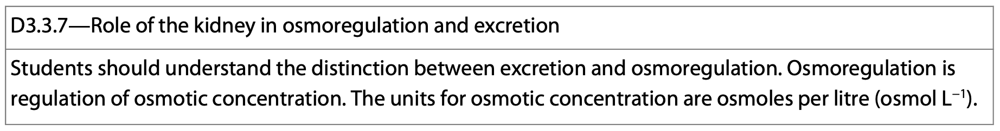 D3.3.7—Role of the kidney in osmoregulation and excretion
Students should understand the distinction between excretion and osmoregulation. Osmoregulation is
regulation of osmotic concentration. The units for osmotic concentration are osmoles per litre (osmol L⁻¹).